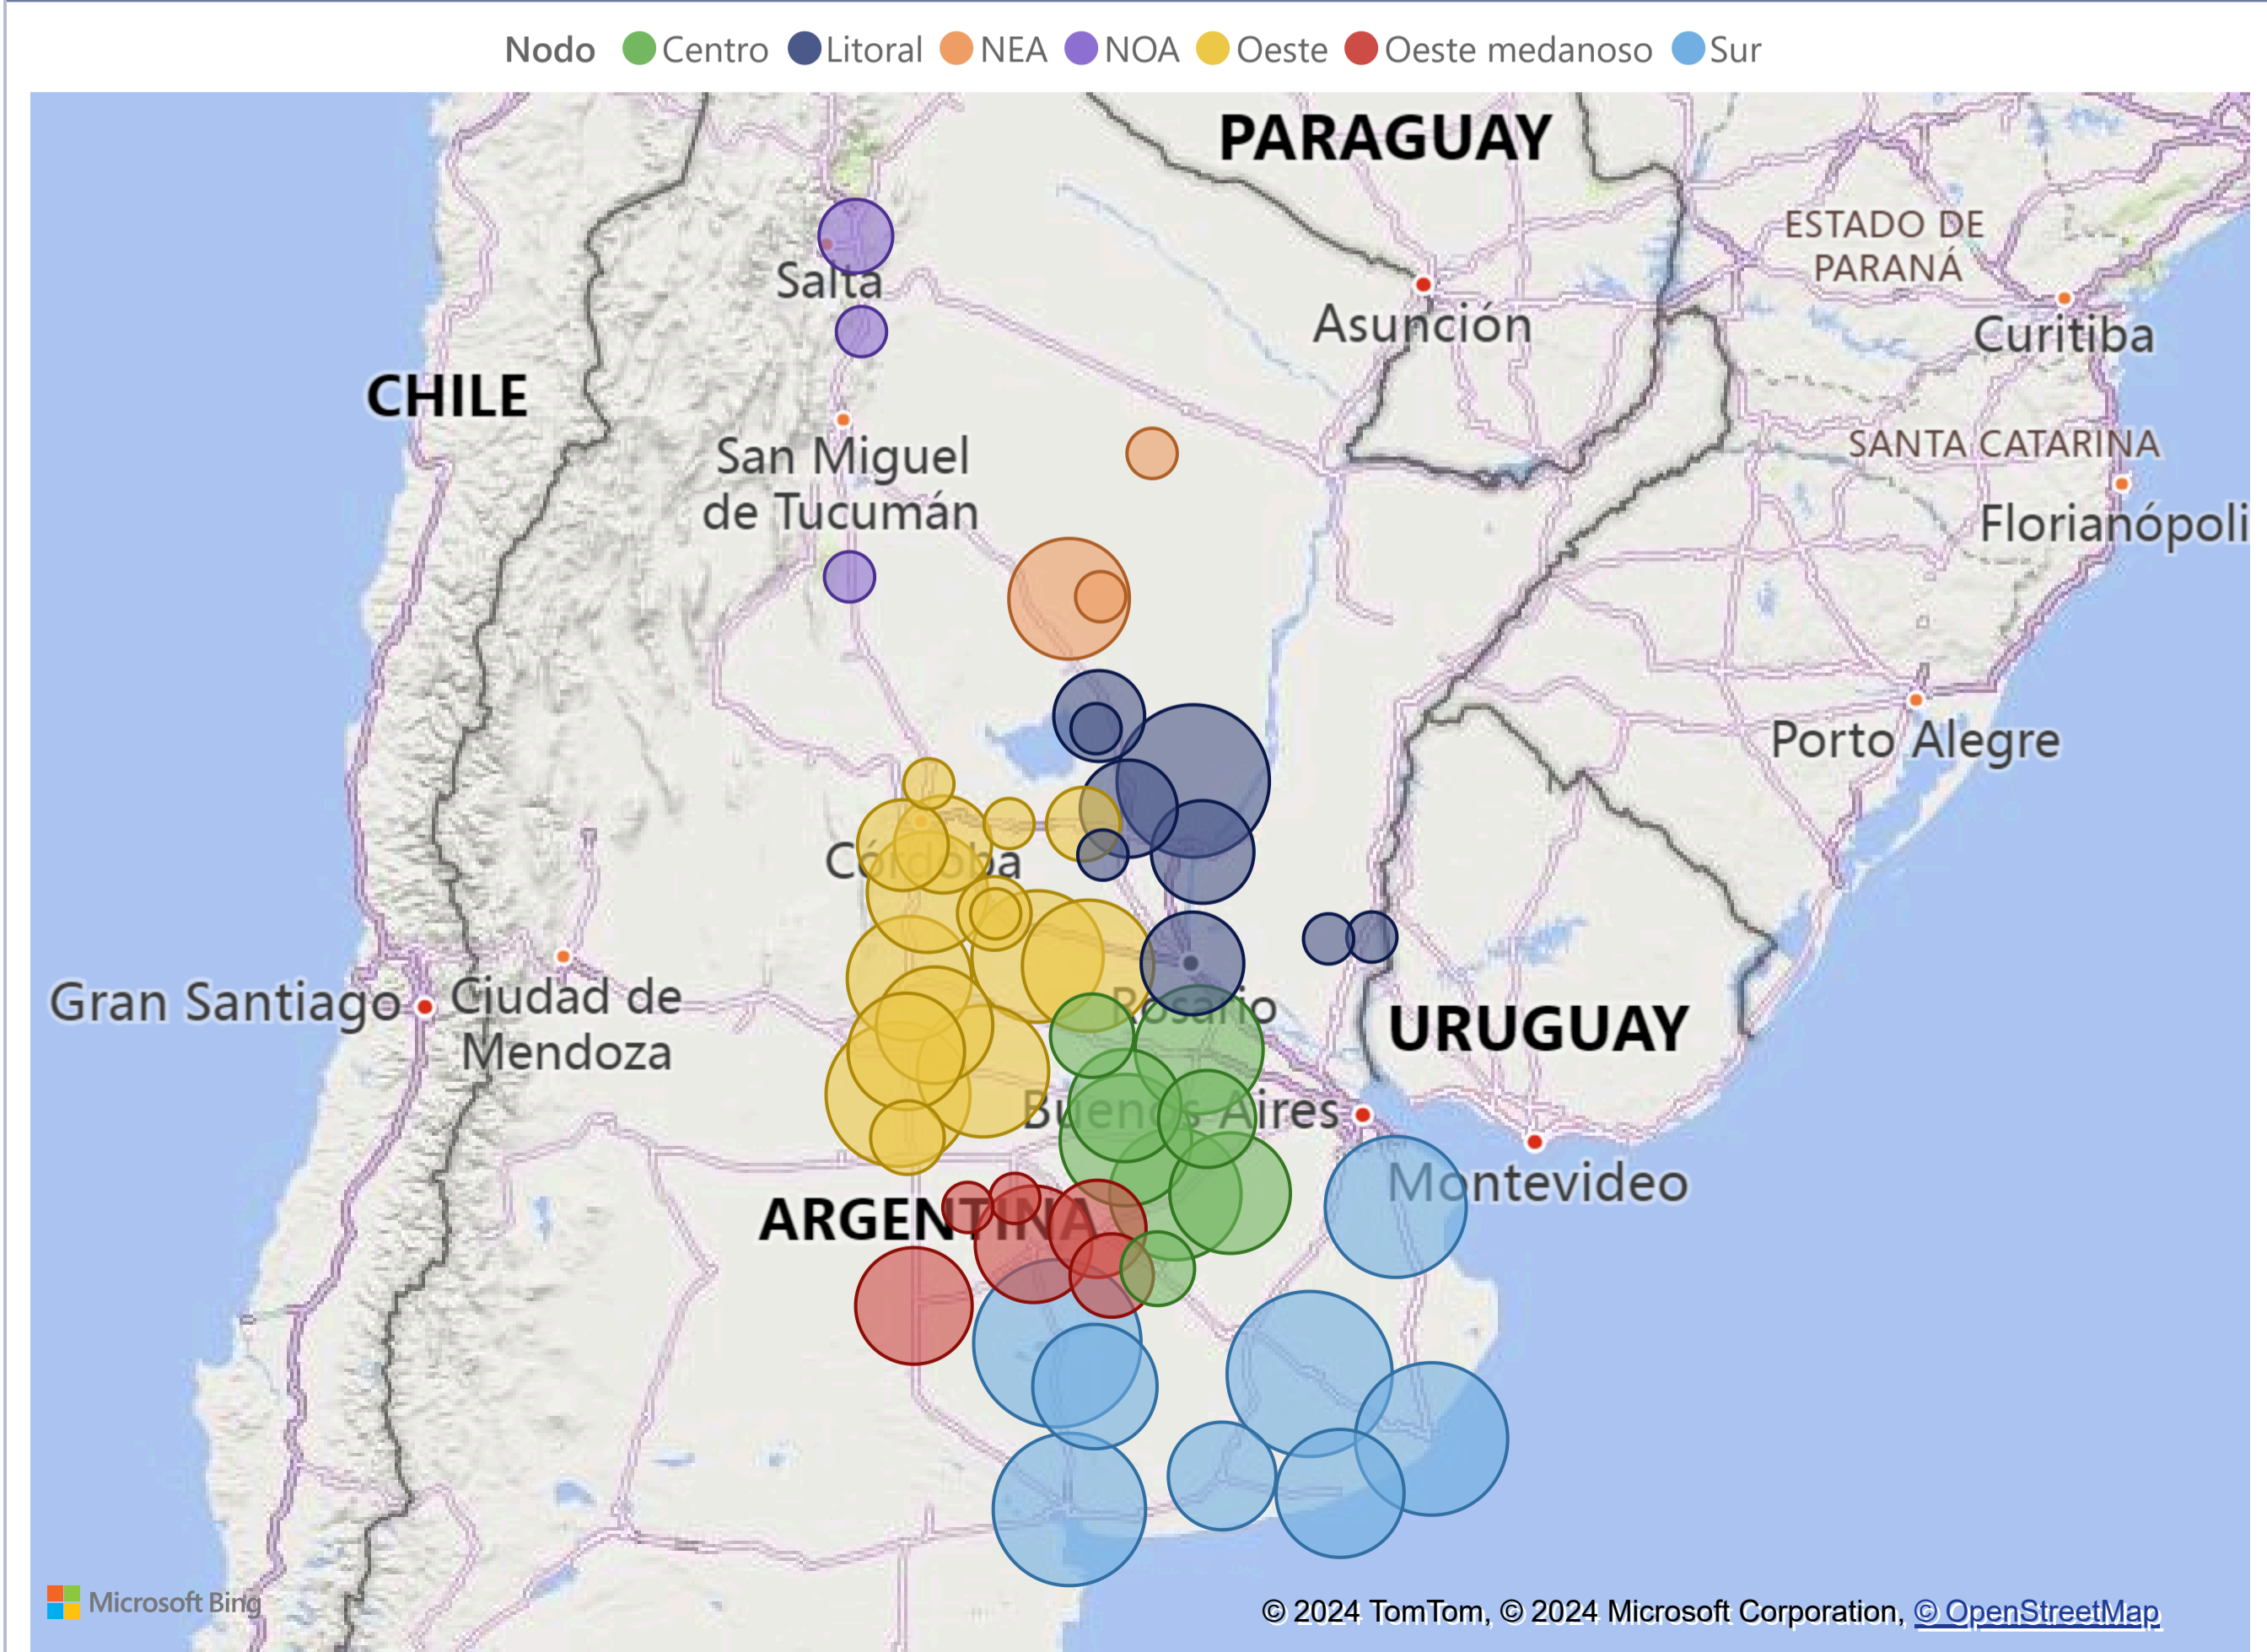 Nodo Centro Litoral NEA NOA Oeste Oeste medanoso Sur
PARAGUAY
ESTADO DE
PARANÁ
Salta
Asunción
Curitiba
CHILE
SANTA CATARINA
San Miguel
de Tucumán
Florianópoli
Porto Alegre
Córdoba
Gran Santiago
Ciudad de
Mendoza
Rosario
URUGUAY
Buenos Aires
Montevideo
ARGENTINA
Microsoft Bing
© 2024 TomTom, © 2024 Microsoft Corporation, © OpenStreetMap